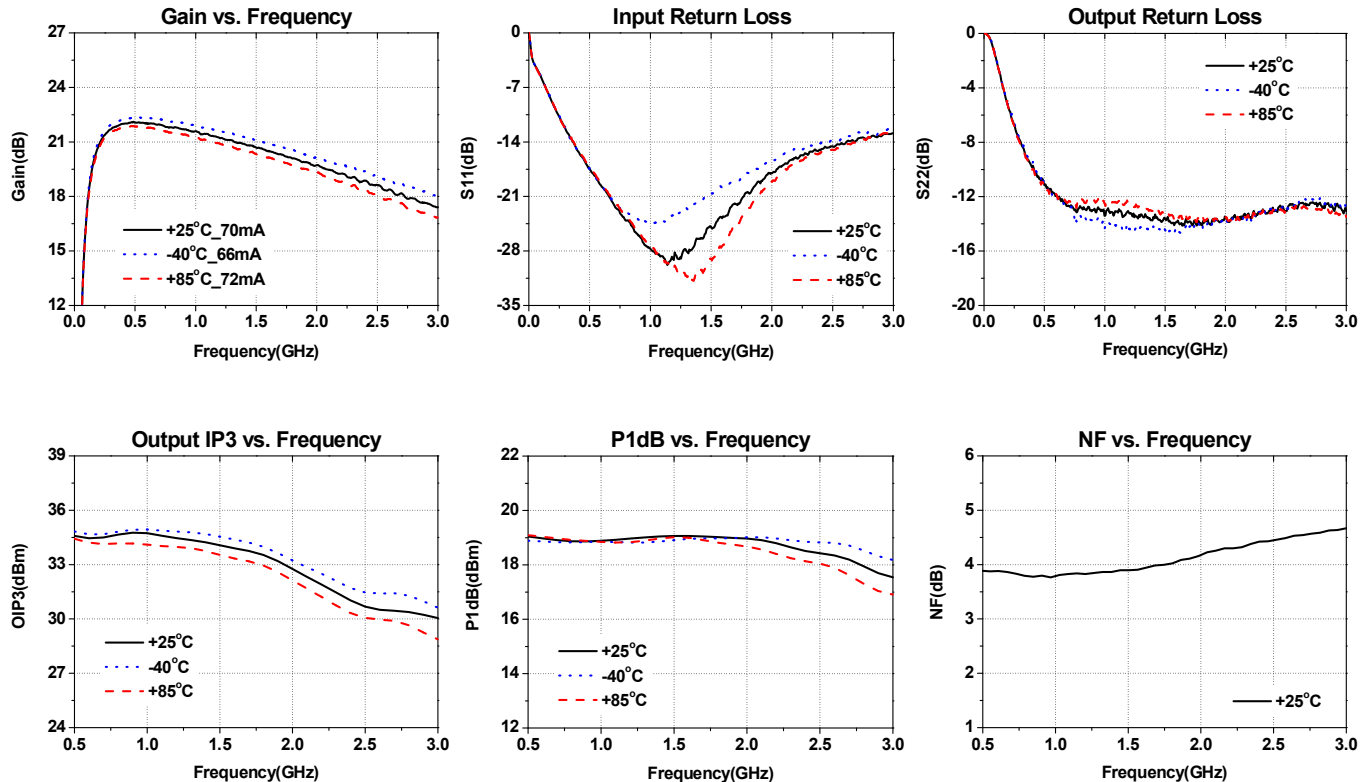 Gain vs. Frequency
27
24
21
18
15
12
Gain(dB)
+25°C_70mA
-40°C_66mA
+85°C_72mA
0.0 0.5 1.0 1.5 2.0 2.5 3.0
Frequency(GHz)
Input Return Loss
0
-7
-14
-21
-28
-35
S11(dB)
+25°C
-40°C
+85°C
0.0 0.5 1.0 1.5 2.0 2.5 3.0
Frequency(GHz)
Output Return Loss
0
-4
-8
-12
-16
-20
S22(dB)
+25°C
-40°C
+85°C
0.0 0.5 1.0 1.5 2.0 2.5 3.0
Frequency(GHz)
Output IP3 vs. Frequency
39
36
33
30
27
24
OIP3(dBm)
+25°C
-40°C
+85°C
0.5 1.0 1.5 2.0 2.5 3.0
Frequency(GHz)
P1dB vs. Frequency
22
20
19
17
16
14
12
P1dB(dBm)
+25°C
-40°C
+85°C
0.5 1.0 1.5 2.0 2.5 3.0
Frequency(GHz)
NF vs. Frequency
6
5
4
3
2
1
NF(dB)
+25°C
0.5 1.0 1.5 2.0 2.5 3.0
Frequency(GHz)